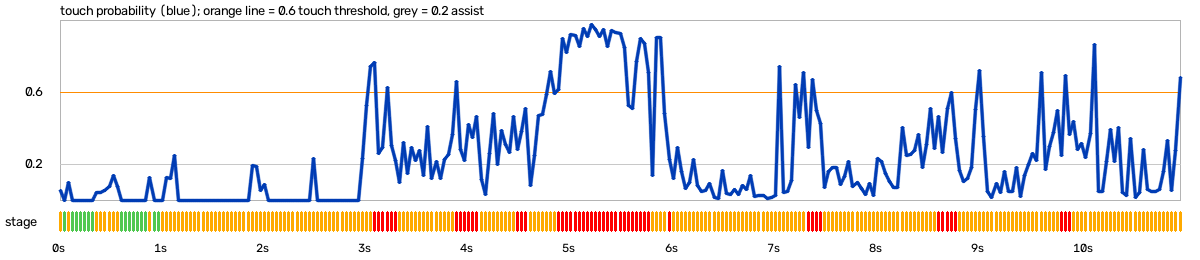 touch probability (blue); orange line = 0.6 touch threshold, grey = 0.2 assist
0.6
0.2
stage
0s 1s 2s 3s 4s 5s 6s 7s 8s 9s 10s